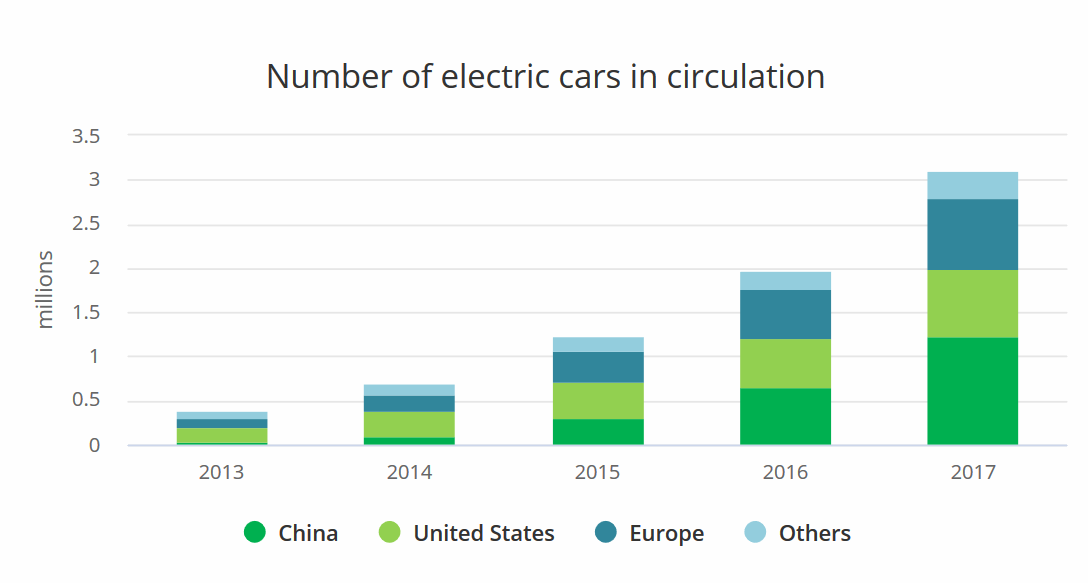 Number of electric cars in circulation
3.5
3
2.5
2
1.5
1
0.5
0
millions
2013 2014 2015 2016 2017
China United States Europe Others